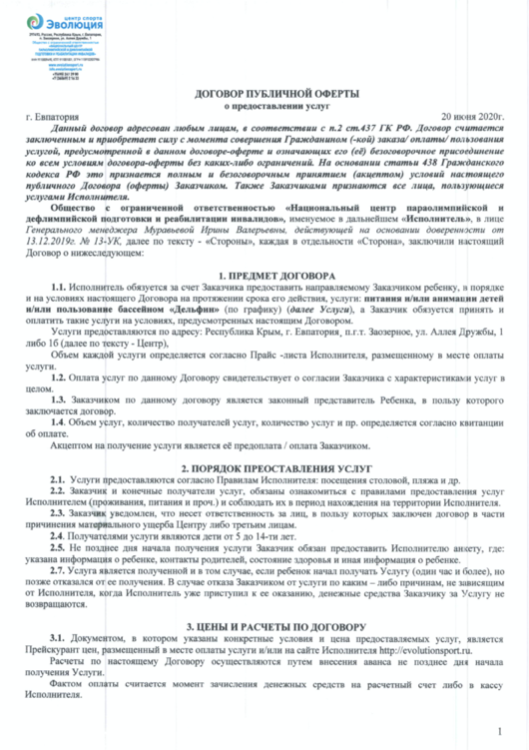 центр спорта
Эволюция
ДОГОВОР ПУБЛИЧНОЙ ОФЕРТЫ
о предоставлении услуг
г. Евпатория 20 июня 2020г.
Данный договор адресован любым лицам, в соответствии с п.2 ст.437 ГК РФ. Договор считается
заключенным и приобретает силу с момента совершения Гражданином (-кой) заказа/ оплаты/ пользования
услугой, предусмотренной в данном договоре-оферте и означающих его (её) безоговорочное присоединение
ко всем условиям договора-оферты без каких-либо ограничений. На основании статьи 438 Гражданского
кодекса РФ это признается полным и безоговорочным принятием (акцептом) условий настоящего
публичного Договора (оферты) Заказчиком. Также Заказчиками признаются все лица, пользующиеся
услугами Исполнителя.
Общество с ограниченной ответственностью «Национальный центр параолимпийской и
дефлимпийской подготовки и реабилитации инвалидов», именуемое в дальнейшем «Исполнитель», в лице
Генерального менеджера Муравьевой Ирины Валерьевны, действующей на основании доверенности от
13.12.2019г. № 13-УК, далее по тексту - «Стороны», каждая в отдельности «Сторона», заключили настоящий
Договор о нижеследующем:
1. ПРЕДМЕТ ДОГОВОРА
1.1. Исполнитель обязуется за счет Заказчика предоставить направляемому Заказчиком ребенку, в порядке
и на условиях настоящего Договора на протяжении срока его действия, услуги: питания и/или анимации детей
и/или пользование бассейном «Дельфин» (по графику) (далее Услуги), а Заказчик обязуется принять и
оплатить такие услуги на условиях, предусмотренных настоящим Договором.
Услуги предоставляются по адресу: Республика Крым, г. Евпатория, п.г.т. Заозерное, ул. Аллея Дружбы, 1
либо 1б (далее по тексту - Центр),
Объем каждой услуги определяется согласно Прайс -листа Исполнителя, размещенному в месте оплаты
услуги.
1.2. Оплата услуг по данному Договору свидетельствует о согласии Заказчика с характеристиками услуг в
целом.
1.3. Заказчиком по данному договору является законный представитель Ребенка, в пользу которого
заключается договор.
1.4. Объем услуг, количество получателей услуг, количество услуг и пр. определяется согласно квитанции
об оплате.
Акцептом на получение услуги является её предоплата / оплата Заказчиком.
2. ПОРЯДОК ПРЕОСТАВЛЕНИЯ УСЛУГ
2.1. Услуги предоставляются согласно Правилам Исполнителя: посещения столовой, пляжа и др.
2.2. Заказчик и конечные получатели услуг, обязаны ознакомиться с правилами предоставления услуг
Исполнителем (проживания, питания и проч.) и соблюдать их в период нахождения на территории Исполнителя.
2.3. Заказчик уведомлен, что несет ответственность за лиц, в пользу которых заключен договор в части
причинения материального ущерба Центру либо третьим лицам.
2.4. Получателями услуги являются дети от 5 до 14-ти лет.
2.5. Не позднее дня начала получения услуги Заказчик обязан предоставить Исполнителю анкету, где:
указана информация о ребенке, контакты родителей, состояние здоровья и иная информация о ребенке.
2.7. Услуга является полученной и в том случае, если ребенок начал получать Услугу (один час и более), но
позже отказался от ее получения. В случае отказа Заказчиком от услуги по каким – либо причинам, не зависящим
от Исполнителя, когда Исполнитель уже приступил к ее оказанию, денежные средства Заказчику за Услугу не
возвращаются.
3. ЦЕНЫ И РАСЧЕТЫ ПО ДОГОВОРУ
3.1. Документом, в котором указаны конкретные условия и цена предоставляемых услуг, является
Прейскурант цен, размещенный в месте оплаты услуги и/или на сайте Исполнителя http://evolutionsport.ru.
Расчеты по настоящему Договору осуществляются путем внесения аванса не позднее дня начала
получения Услуги.
Фактом оплаты считается момент зачисления денежных средств на расчетный счет либо в кассу
Исполнителя.
1